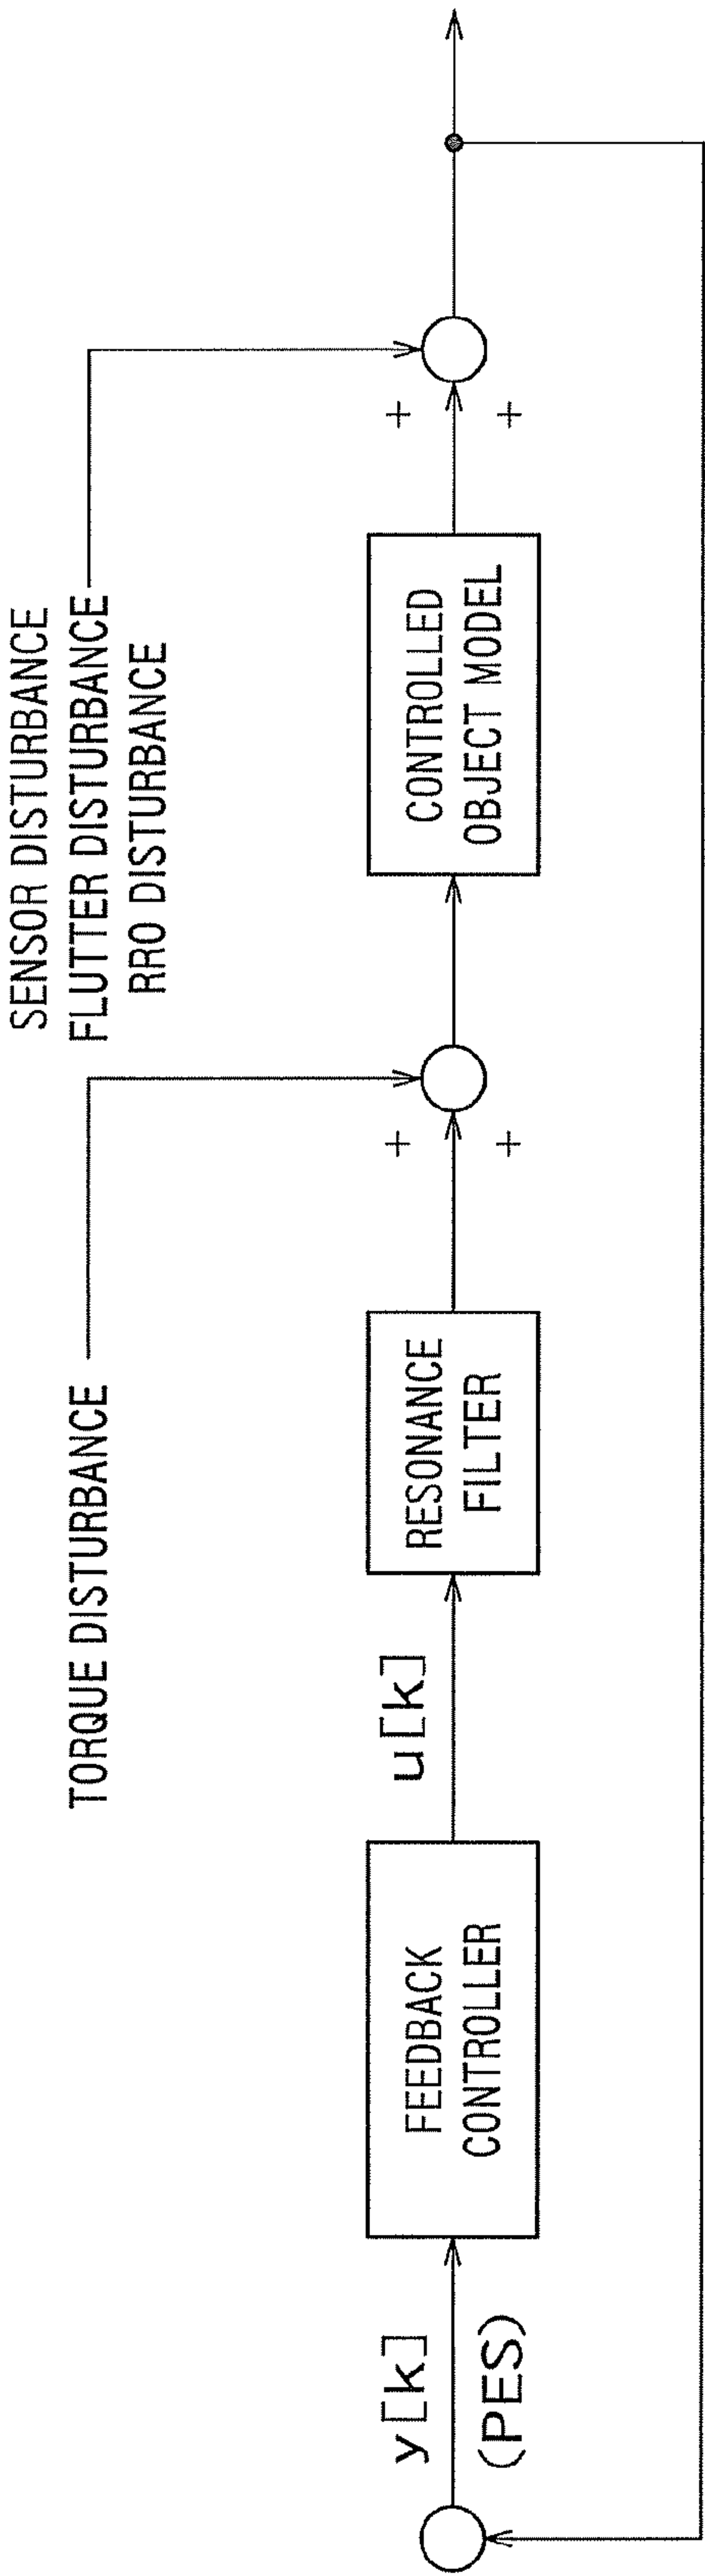 SENSOR DISTURBANCE
FLUTTER DISTURBANCE
RRO DISTURBANCE
TORQUE DISTURBANCE
y[k]
(PES)
FEEDBACK
CONTROLLER
u[k]
RESONANCE
FILTER
+
+
CONTROLLED
OBJECT MODEL
+
+